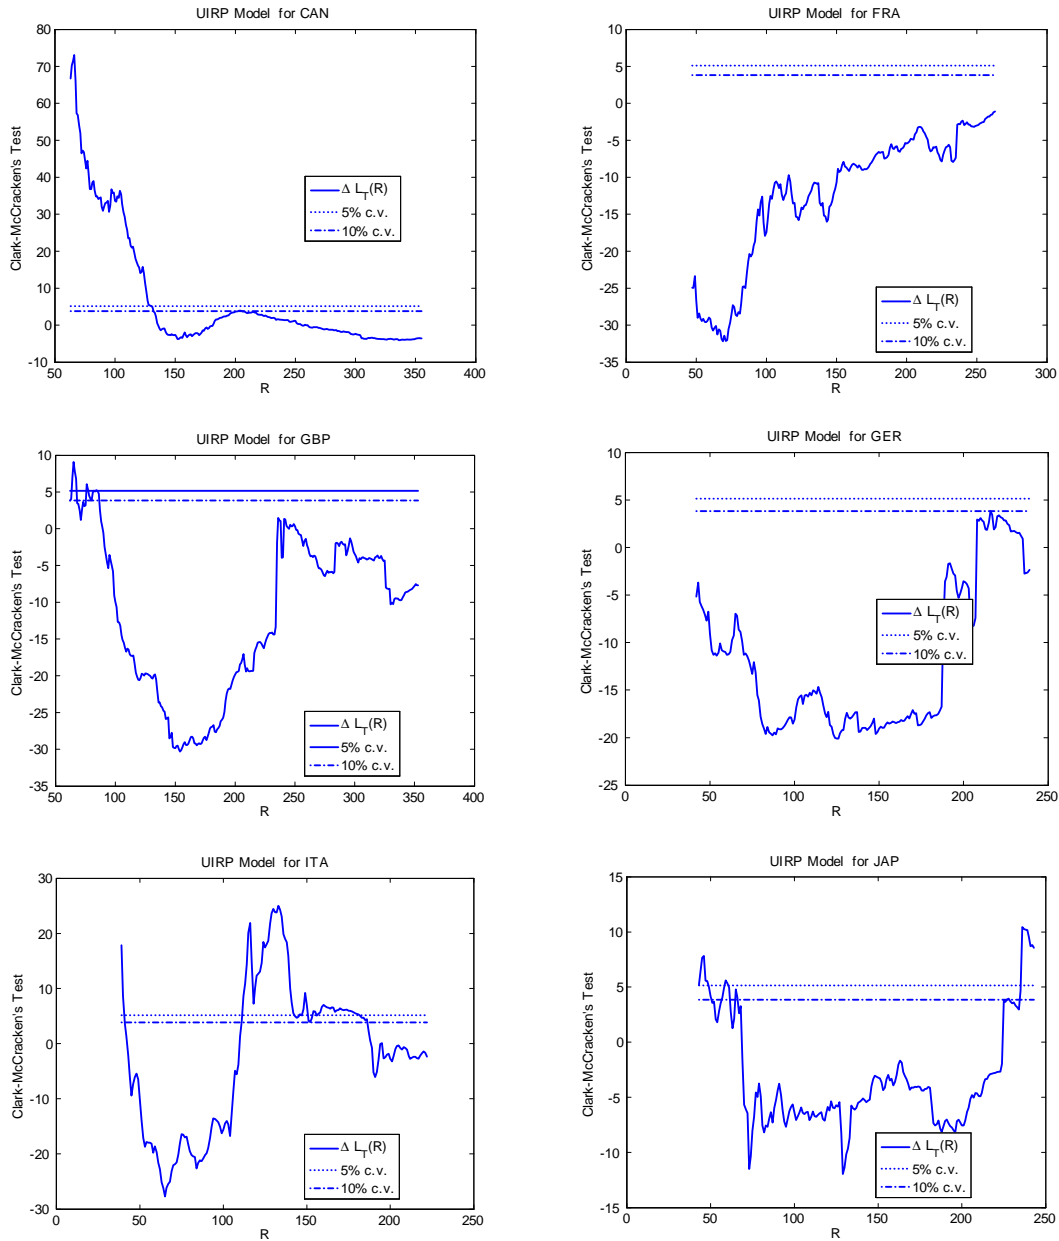 UIRP Model for CAN
80
70
60
50
40
30
20
10
0
-10
Clark-McCracken's Test
Δ L_T(R)
5% c.v.
10% c.v.
50 100 150 200 250 300 350 400
R
UIRP Model for FRA
10
5
0
-5
-10
-15
-20
-25
-30
-35
Clark-McCracken's Test
Δ L_T(R)
5% c.v.
10% c.v.
0 50 100 150 200 250 300
R
UIRP Model for GBP
10
5
0
-5
-10
-15
-20
-25
-30
-35
Clark-McCracken's Test
Δ L_T(R)
5% c.v.
10% c.v.
50 100 150 200 250 300 350 400
R
UIRP Model for GER
10
5
0
-5
-10
-15
-20
-25
Clark-McCracken's Test
Δ L_T(R)
5% c.v.
10% c.v.
0 50 100 150 200 250
R
UIRP Model for ITA
30
20
10
0
-10
-20
-30
Clark-McCracken's Test
Δ L_T(R)
5% c.v.
10% c.v.
0 50 100 150 200 250
R
UIRP Model for JAP
15
10
5
0
-5
-10
-15
Clark-McCracken's Test
Δ L_T(R)
5% c.v.
10% c.v.
0 50 100 150 200 250
R